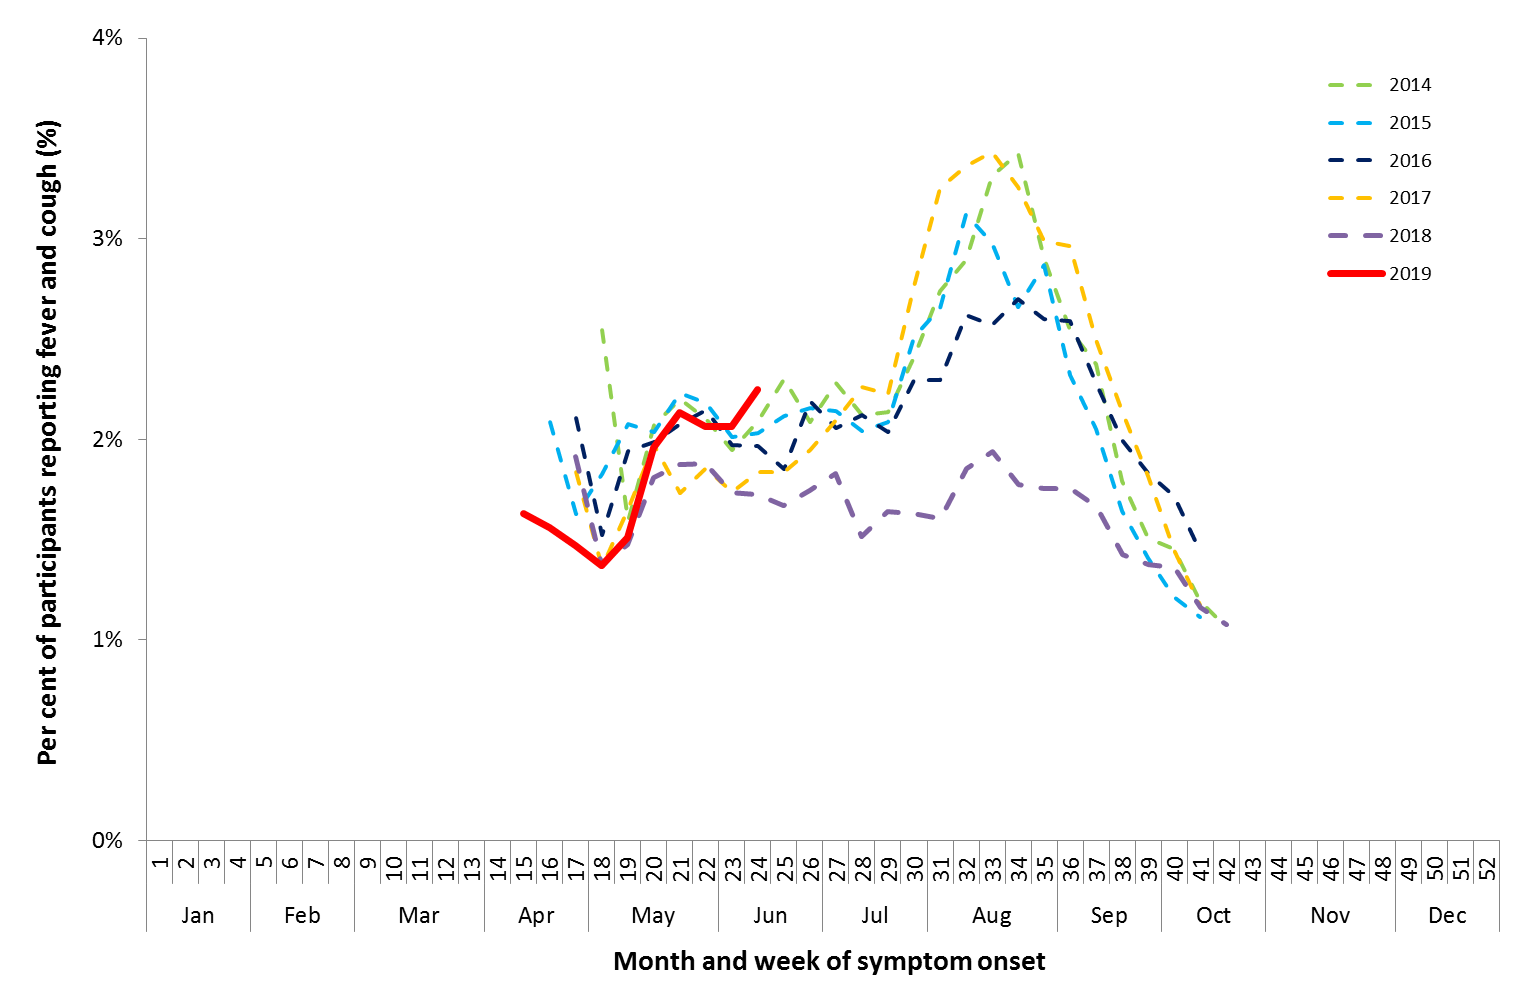 4%
3%
2%
1%
0%
Per cent of participants reporting fever and cough (%)
2014
2015
2016
2017
2018
2019
1 2 3 4 5 6 7 8 9 10 11 12 13 14 15 16 17 18 19 20 21 22 23 24 25 26 27 28 29 30 31 32 33 34 35 36 37 38 39 40 41 42 43 44 45 46 47 48 49 50 51 52
Jan Feb Mar Apr May Jun Jul Aug Sep Oct Nov Dec
Month and week of symptom onset